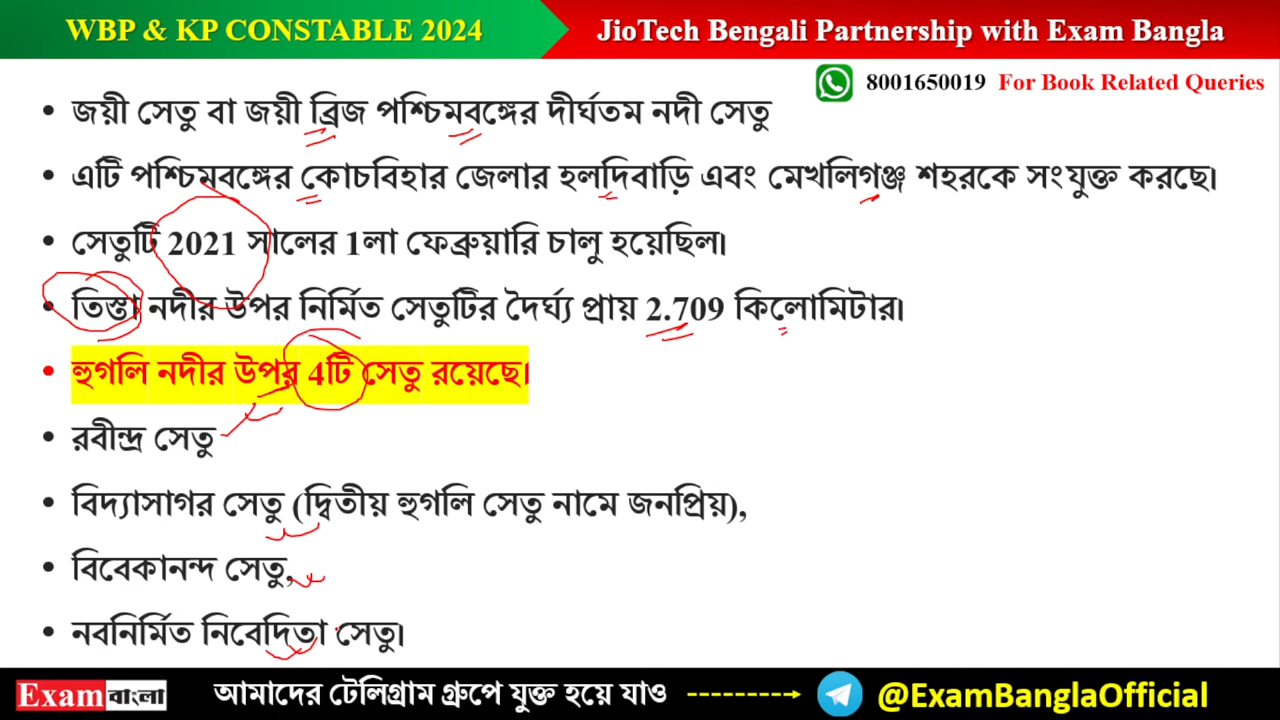 WBP & KP CONSTABLE 2024
JioTech Bengali Partnership with Exam Bangla
8001650019 For Book Related Queries
• জয়ী সেতু বা জয়ী ব্রিজ পশ্চিমবঙ্গের দীর্ঘতম নদী সেতু
• এটি পশ্চিমবঙ্গের কোচবিহার জেলার হলদিবাড়ি এবং মেখলিগঞ্জ শহরকে সংযুক্ত করছে।
• সেতুটি 2021 সালের 1লা ফেব্রুয়ারি চালু হয়েছিল।
• তিস্তা নদীর উপর নির্মিত সেতুটির দৈর্ঘ্য প্রায় 2.709 কিলোমিটার।
• হুগলি নদীর উপর 4টি সেতু রয়েছে।
• রবীন্দ্র সেতু
• বিদ্যাসাগর সেতু (দ্বিতীয় হুগলি সেতু নামে জনপ্রিয়),
• বিবেকানন্দ সেতু,
• নবনির্মিত নিবেদিতা সেতু।
Exam বাংলা
আমাদের টেলিগ্রাম গ্রুপে যুক্ত হয়ে যাও
@ExamBanglaOfficial